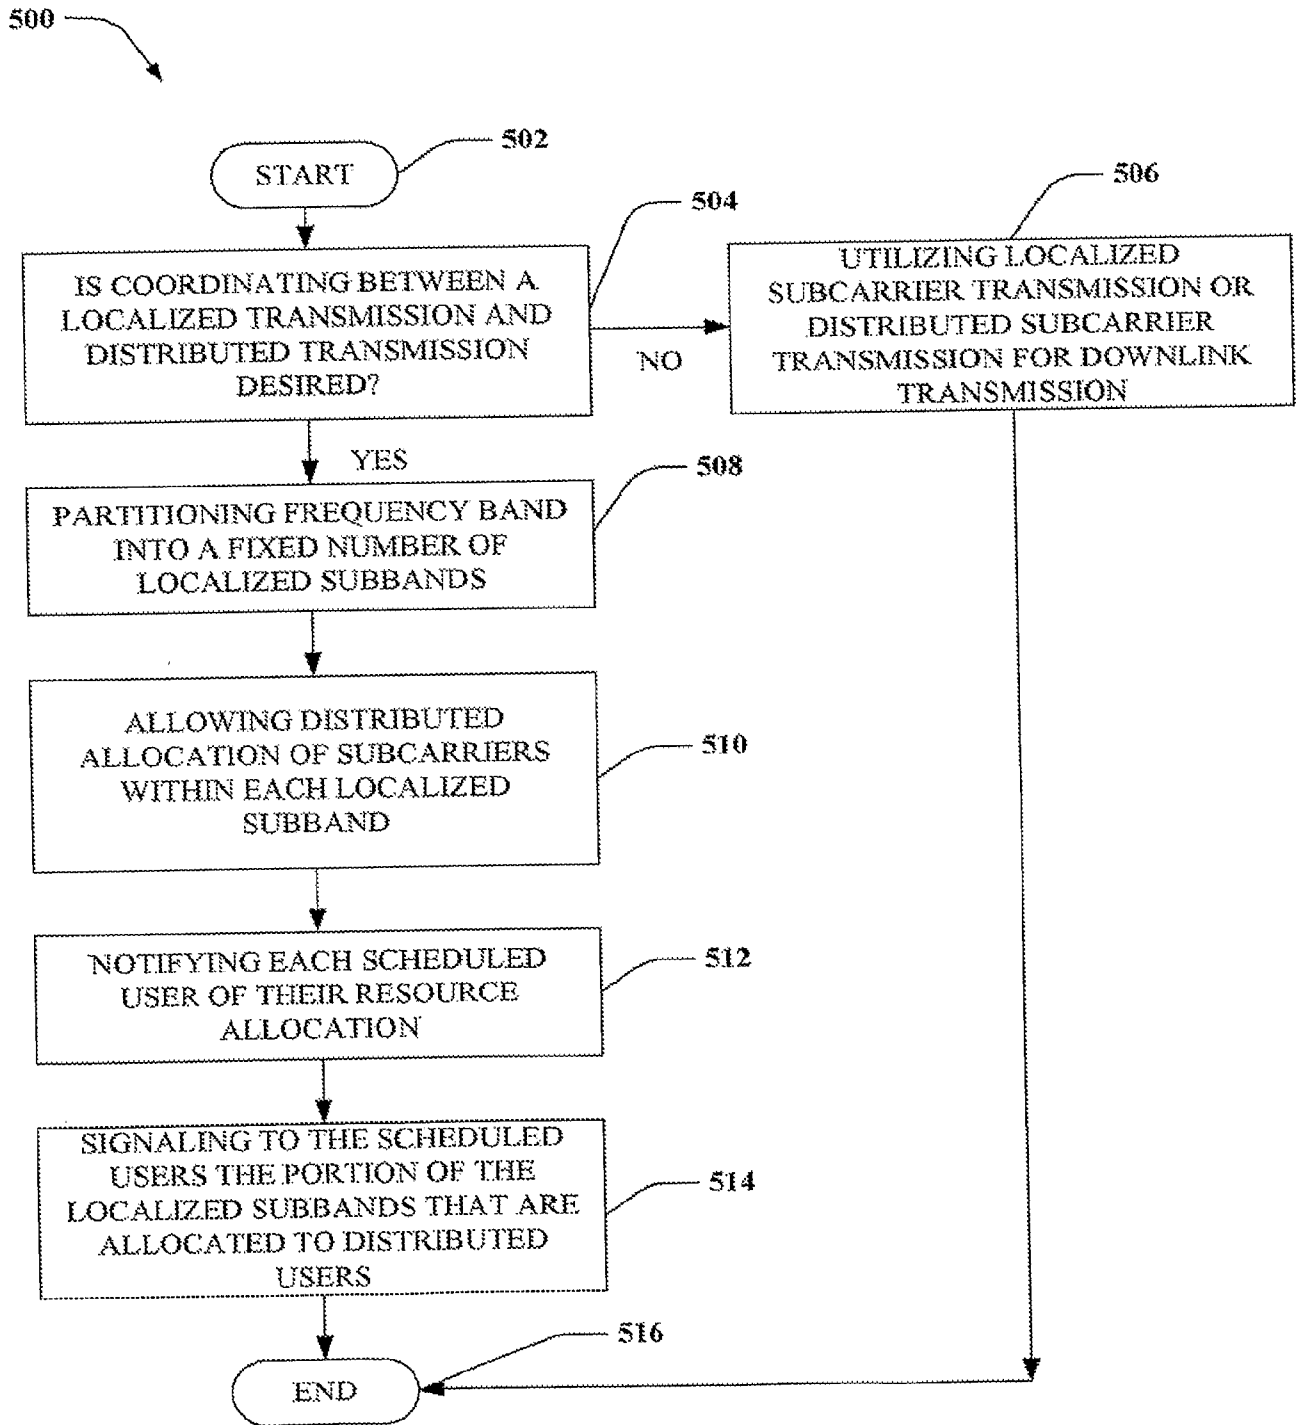 500
502
START
504
506
IS COORDINATING BETWEEN A
LOCALIZED TRANSMISSION AND
DISTRIBUTED TRANSMISSION
DESIRED?
UTILIZING LOCALIZED
SUBCARRIER TRANSMISSION OR
DISTRIBUTED SUBCARRIER
TRANSMISSION FOR DOWNLINK
TRANSMISSION
NO
YES
508
PARTITIONING FREQUENCY BAND
INTO A FIXED NUMBER OF
LOCALIZED SUBBANDS
ALLOWING DISTRIBUTED
ALLOCATION OF SUBCARRIERS
WITHIN EACH LOCALIZED
SUBBAND
510
NOTIFYING EACH SCHEDULED
USER OF THEIR RESOURCE
ALLOCATION
512
SIGNALING TO THE SCHEDULED
USERS THE PORTION OF THE
LOCALIZED SUBBANDS THAT ARE
ALLOCATED TO DISTRIBUTED
USERS
514
516
END